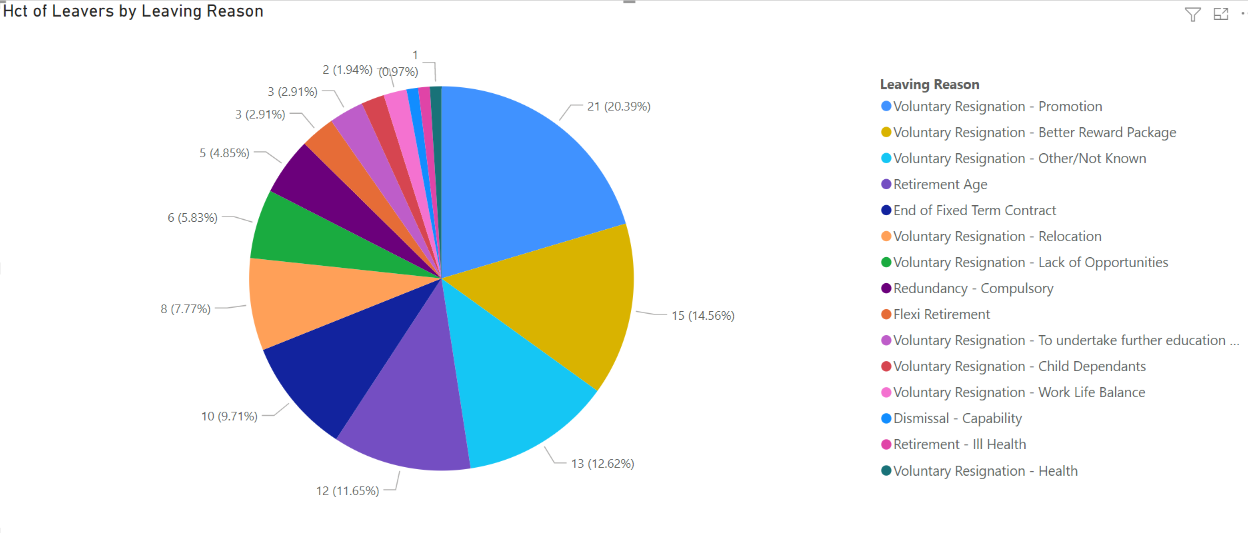 Hct of Leavers by Leaving Reason
1
(0.97%)
2 (1.94%)
3 (2.91%)
3 (2.91%)
5 (4.85%)
6 (5.83%)
8 (7.77%)
10 (9.71%)
12 (11.65%)
13 (12.62%)
15 (14.56%)
21 (20.39%)
Leaving Reason
Voluntary Resignation - Promotion
Voluntary Resignation - Better Reward Package
Voluntary Resignation - Other/Not Known
Retirement Age
End of Fixed Term Contract
Voluntary Resignation - Relocation
Voluntary Resignation - Lack of Opportunities
Redundancy - Compulsory
Flexi Retirement
Voluntary Resignation - To undertake further education ...
Voluntary Resignation - Child Dependants
Voluntary Resignation - Work Life Balance
Dismissal - Capability
Retirement - Ill Health
Voluntary Resignation - Health